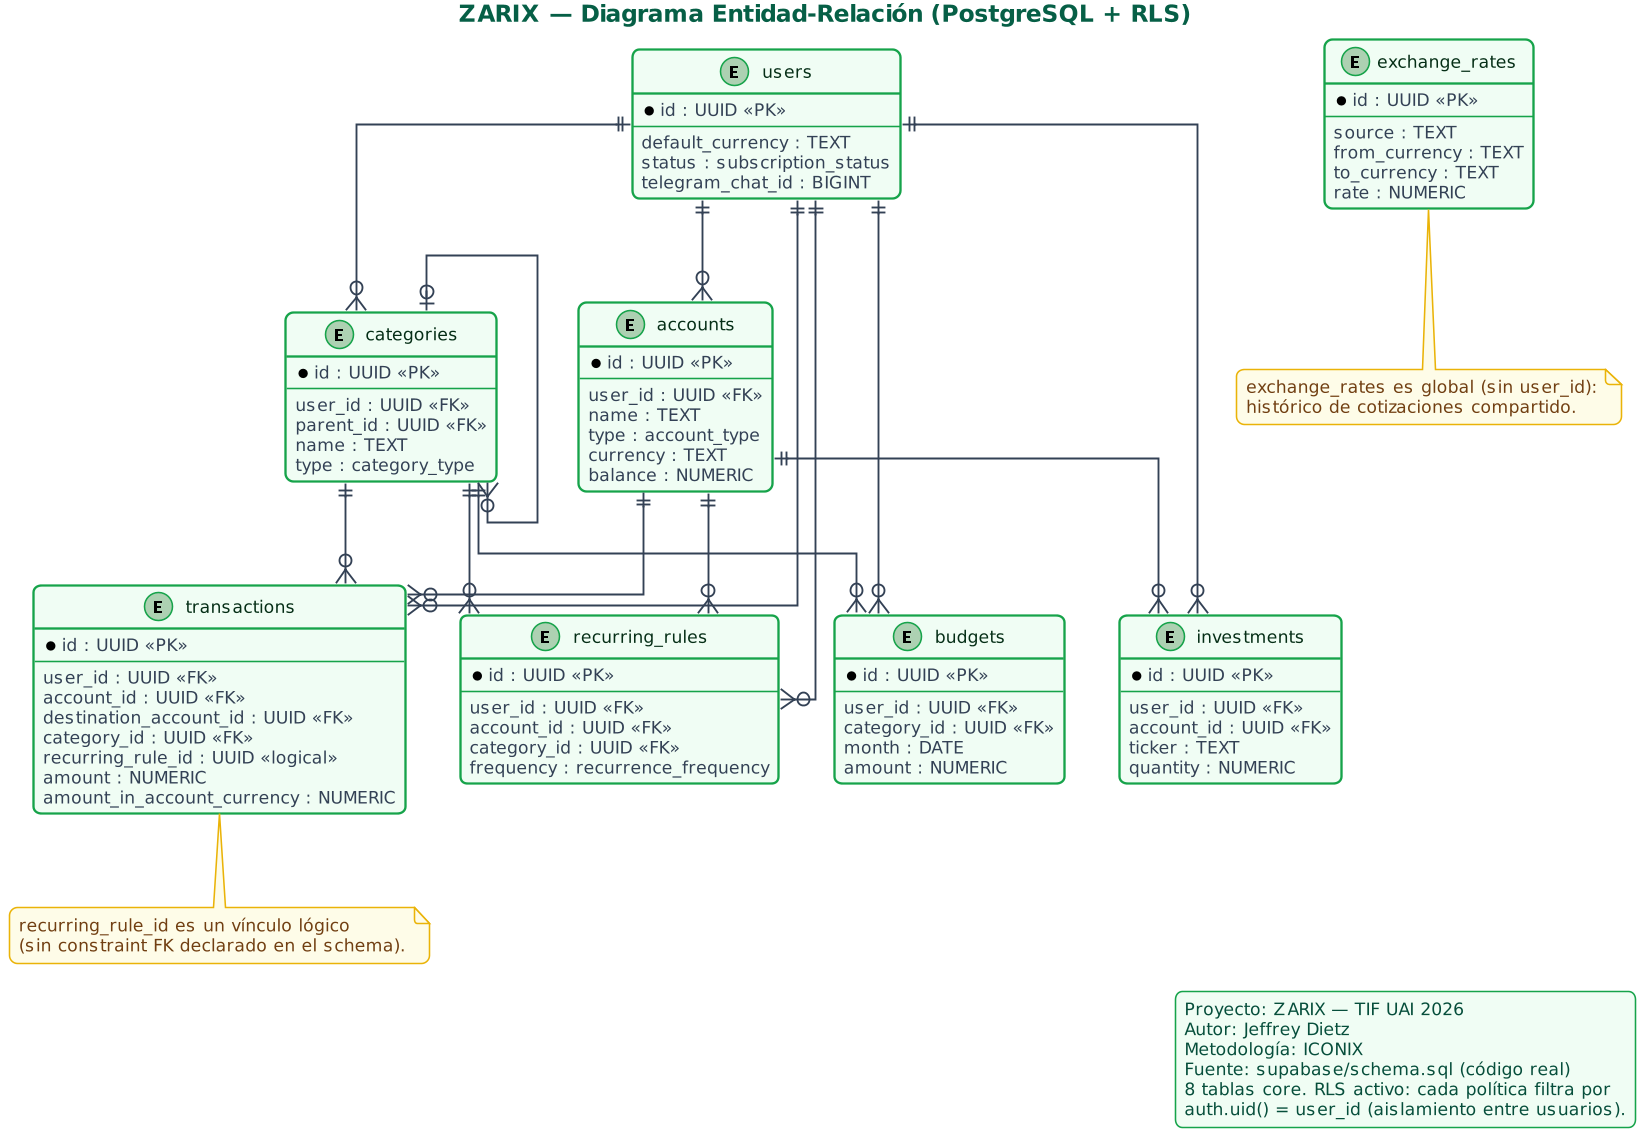 ZARIX — Diagrama Entidad-Relación (PostgreSQL + RLS)
E users
id : UUID «PK»
default_currency : TEXT
status : subscription_status
telegram_chat_id : BIGINT
E exchange_rates
id : UUID «PK»
source : TEXT
from_currency : TEXT
to_currency : TEXT
rate : NUMERIC
E categories
id : UUID «PK»
user_id : UUID «FK»
parent_id : UUID «FK»
name : TEXT
type : category_type
E accounts
id : UUID «PK»
user_id : UUID «FK»
name : TEXT
type : account_type
currency : TEXT
balance : NUMERIC
exchange_rates es global (sin user_id):
histórico de cotizaciones compartido.
E transactions
id : UUID «PK»
user_id : UUID «FK»
account_id : UUID «FK»
destination_account_id : UUID «FK»
category_id : UUID «FK»
recurring_rule_id : UUID «logical»
amount : NUMERIC
amount_in_account_currency : NUMERIC
E recurring_rules
id : UUID «PK»
user_id : UUID «FK»
account_id : UUID «FK»
category_id : UUID «FK»
frequency : recurrence_frequency
E budgets
id : UUID «PK»
user_id : UUID «FK»
category_id : UUID «FK»
month : DATE
amount : NUMERIC
E investments
id : UUID «PK»
user_id : UUID «FK»
account_id : UUID «FK»
ticker : TEXT
quantity : NUMERIC
recurring_rule_id es un vínculo lógico
(sin constraint FK declarado en el schema).
Proyecto: ZARIX — TIF UAI 2026
Autor: Jeffrey Dietz
Metodología: ICONIX
Fuente: supabase/schema.sql (código real)
8 tablas core. RLS activo: cada política filtra por
auth.uid() = user_id (aislamiento entre usuarios).